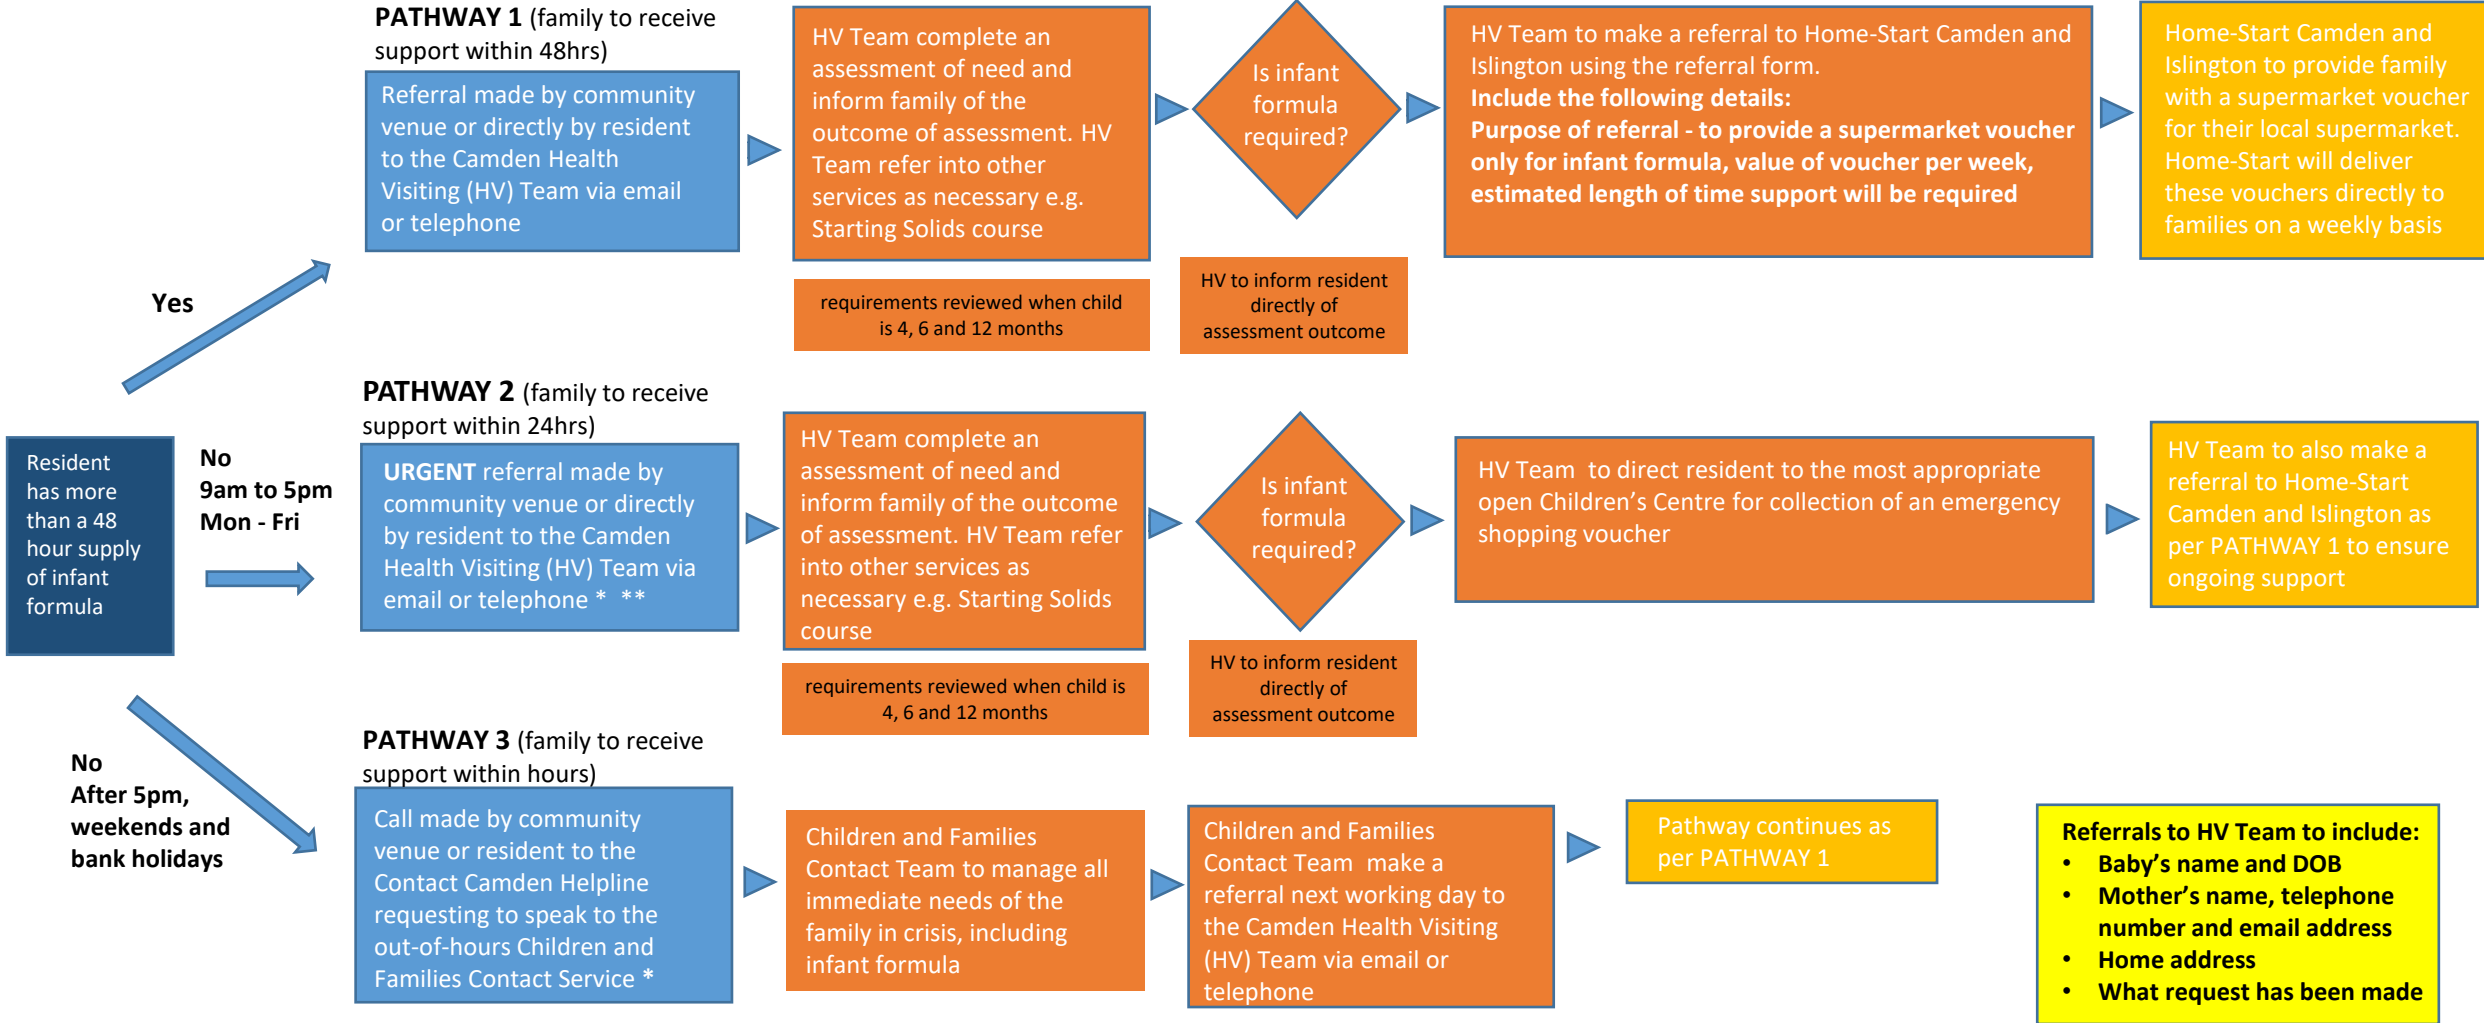 PATHWAY 1 (family to receive
support within 48hrs)
Referral made by community
venue or directly by resident
to the Camden Health
Visiting (HV) Team via email
or telephone
HV Team complete an
assessment of need and
inform family of the
outcome of assessment. HV
Team refer into other
services as necessary e.g.
Starting Solids course
requirements reviewed when child
is 4, 6 and 12 months
Is infant
formula
required?
HV to inform resident
directly of
assessment outcome
HV Team to make a referral to Home-Start Camden and
Islington using the referral form.
Include the following details:
Purpose of referral - to provide a supermarket voucher
only for infant formula, value of voucher per week,
estimated length of time support will be required
Home-Start Camden and
Islington to provide family
with a supermarket voucher
for their local supermarket.
Home-Start will deliver
these vouchers directly to
families on a weekly basis
Yes
Resident
has more
than a 48
hour supply
of infant
formula
No
9am to 5pm
Mon - Fri
PATHWAY 2 (family to receive
support within 24hrs)
URGENT referral made by
community venue or directly
by resident to the Camden
Health Visiting (HV) Team via
email or telephone * **
HV Team complete an
assessment of need and
inform family of the outcome
of assessment. HV Team refer
into other services as
necessary e.g. Starting Solids
course
requirements reviewed when child is
4, 6 and 12 months
Is infant
formula
required?
HV to inform resident
directly of
assessment outcome
HV Team to direct resident to the most appropriate
open Children’s Centre for collection of an emergency
shopping voucher
HV Team to also make a
referral to Home-Start
Camden and Islington as
per PATHWAY 1 to ensure
ongoing support
No
After 5pm,
weekends and
bank holidays
PATHWAY 3 (family to receive
support within hours)
Call made by community
venue or resident to the
Contact Camden Helpline
requesting to speak to the
out-of-hours Children and
Families Contact Service *
Children and Families
Contact Team to manage all
immediate needs of the
family in crisis, including
infant formula
Children and Families
Contact Team make a
referral next working day to
the Camden Health Visiting
(HV) Team via email or
telephone
Pathway continues as
per PATHWAY 1
Referrals to HV Team to include:
• Baby’s name and DOB
• Mother’s name, telephone
number and email address
• Home address
• What request has been made